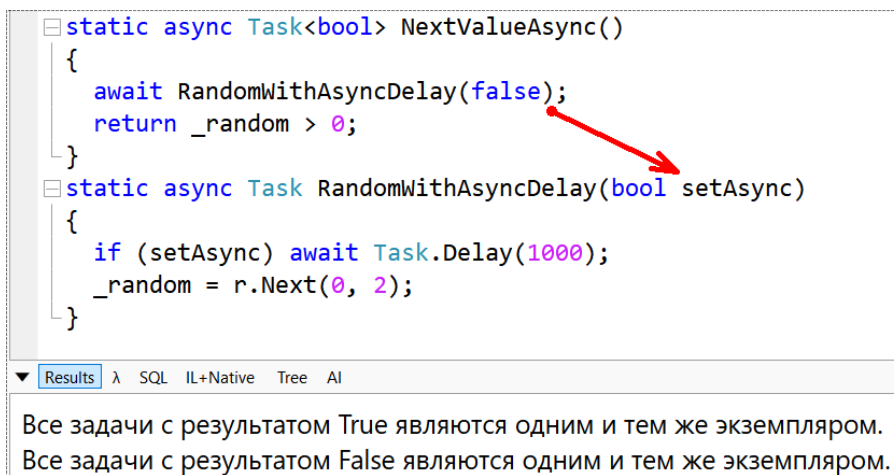 static async Task<bool> NextValueAsync()
{
await RandomWithAsyncDelay(false);
return _random > 0;
}
static async Task RandomWithAsyncDelay(bool setAsync)
{
if (setAsync) await Task.Delay(1000);
_random = r.Next(0, 2);
}
Results λ SQL IL+Native Tree AI
Все задачи с результатом True являются одним и тем же экземпляром.
Все задачи с результатом False являются одним и тем же экземпляром.